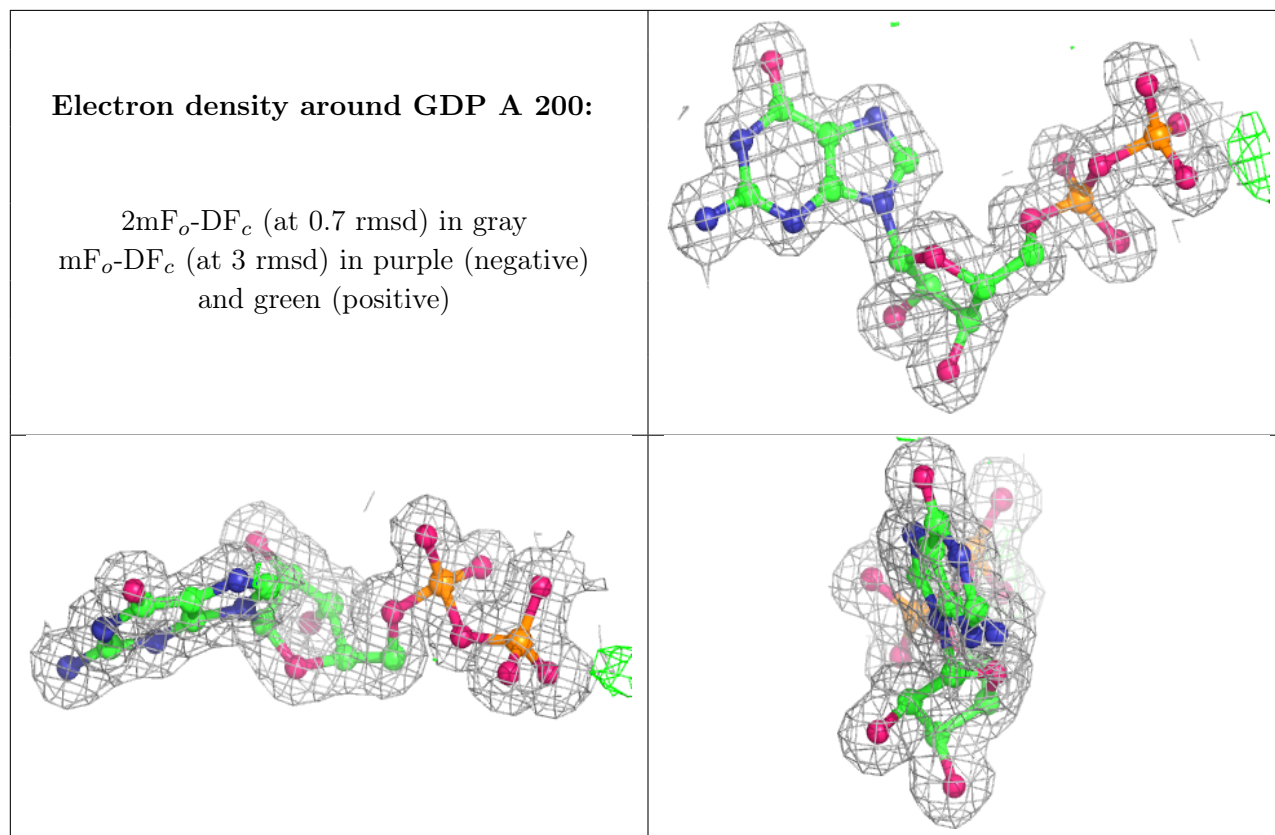 Electron density around GDP A 200:
2mFo-DFc (at 0.7 rmsd) in gray
mFo-DFc (at 3 rmsd) in purple (negative)
and green (positive)